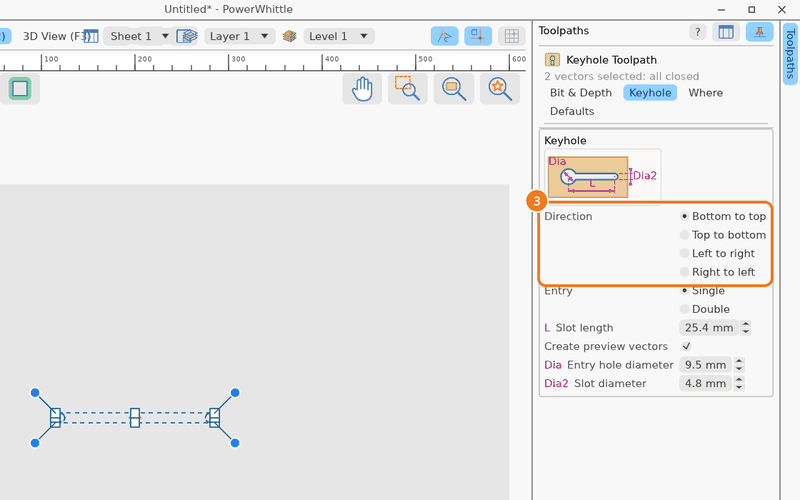 Untitled* - PowerWhittle
3D View (F3) Sheet 1 Layer 1 Level 1
100 200 300 400 500 600
Toolpaths ?
Toolpaths
Keyhole Toolpath
2 vectors selected: all closed
Bit & Depth Keyhole Where
Defaults
Keyhole
Dia
L
Dia2
3
Direction Bottom to top
Top to bottom
Left to right
Right to left
Entry Single
Double
L Slot length 25.4 mm
Create preview vectors ✓
Dia Entry hole diameter 9.5 mm
Dia2 Slot diameter 4.8 mm